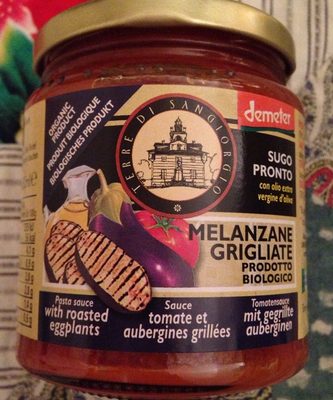 ORGANIC
PRODUCT
PRODUIT BIOLOGIQUE
BIOLOGISCHES PRODUKT
TERRE DI SANGIORGIO
demeter
SUGO
PRONTO
con olio extra
vergine d'oliva
MELANZANE
GRIGLIATE
PRODOTTO
BIOLOGICO
Pasta sauce
with roasted
eggplants
Sauce
tomate et
aubergines grillées
Tomatensauce
mit gegrillte
auberginen